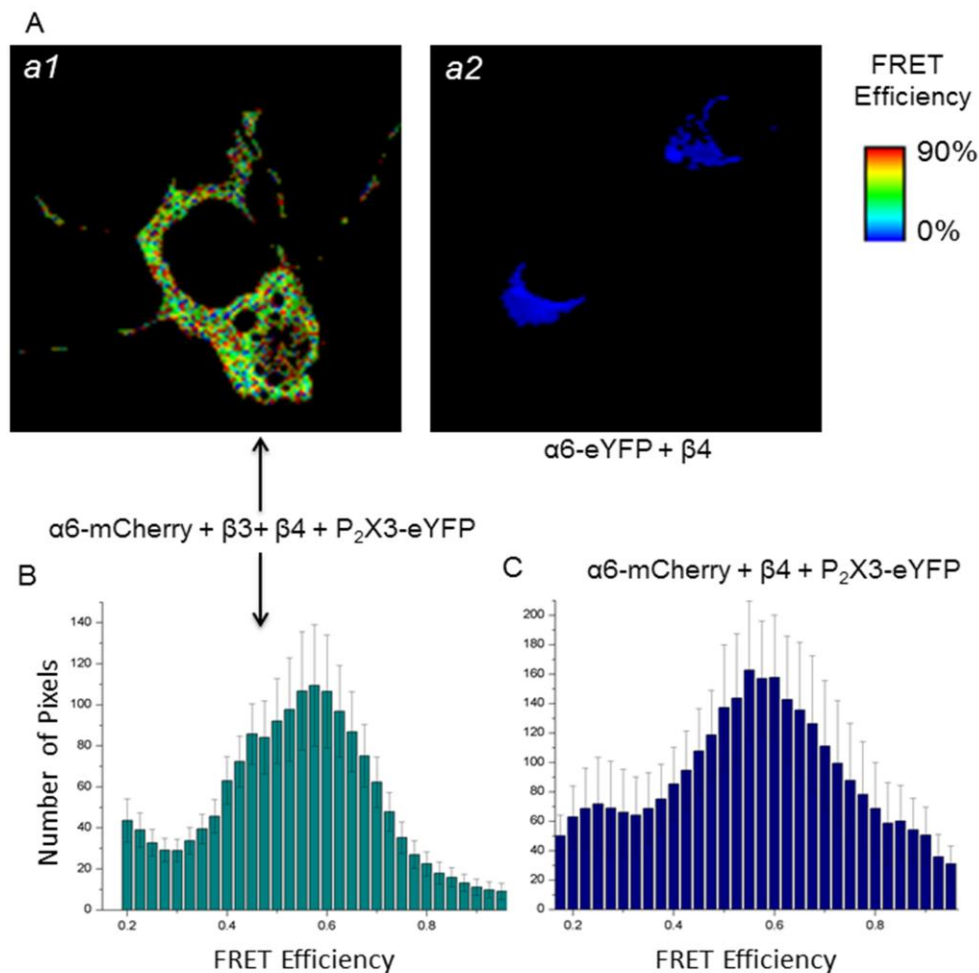 A
a1
a2
FRET
Efficiency
90%
0%
α6-eYFP + β4
α6-mCherry + β3+ β4 + P₂X3-eYFP
B
140
120
100
80
60
40
20
0
Number of Pixels
0.2 0.4 0.6 0.8
FRET Efficiency
C
α6-mCherry + β4 + P₂X3-eYFP
200
180
160
140
120
100
80
60
40
20
0
0.2 0.4 0.6 0.8
FRET Efficiency